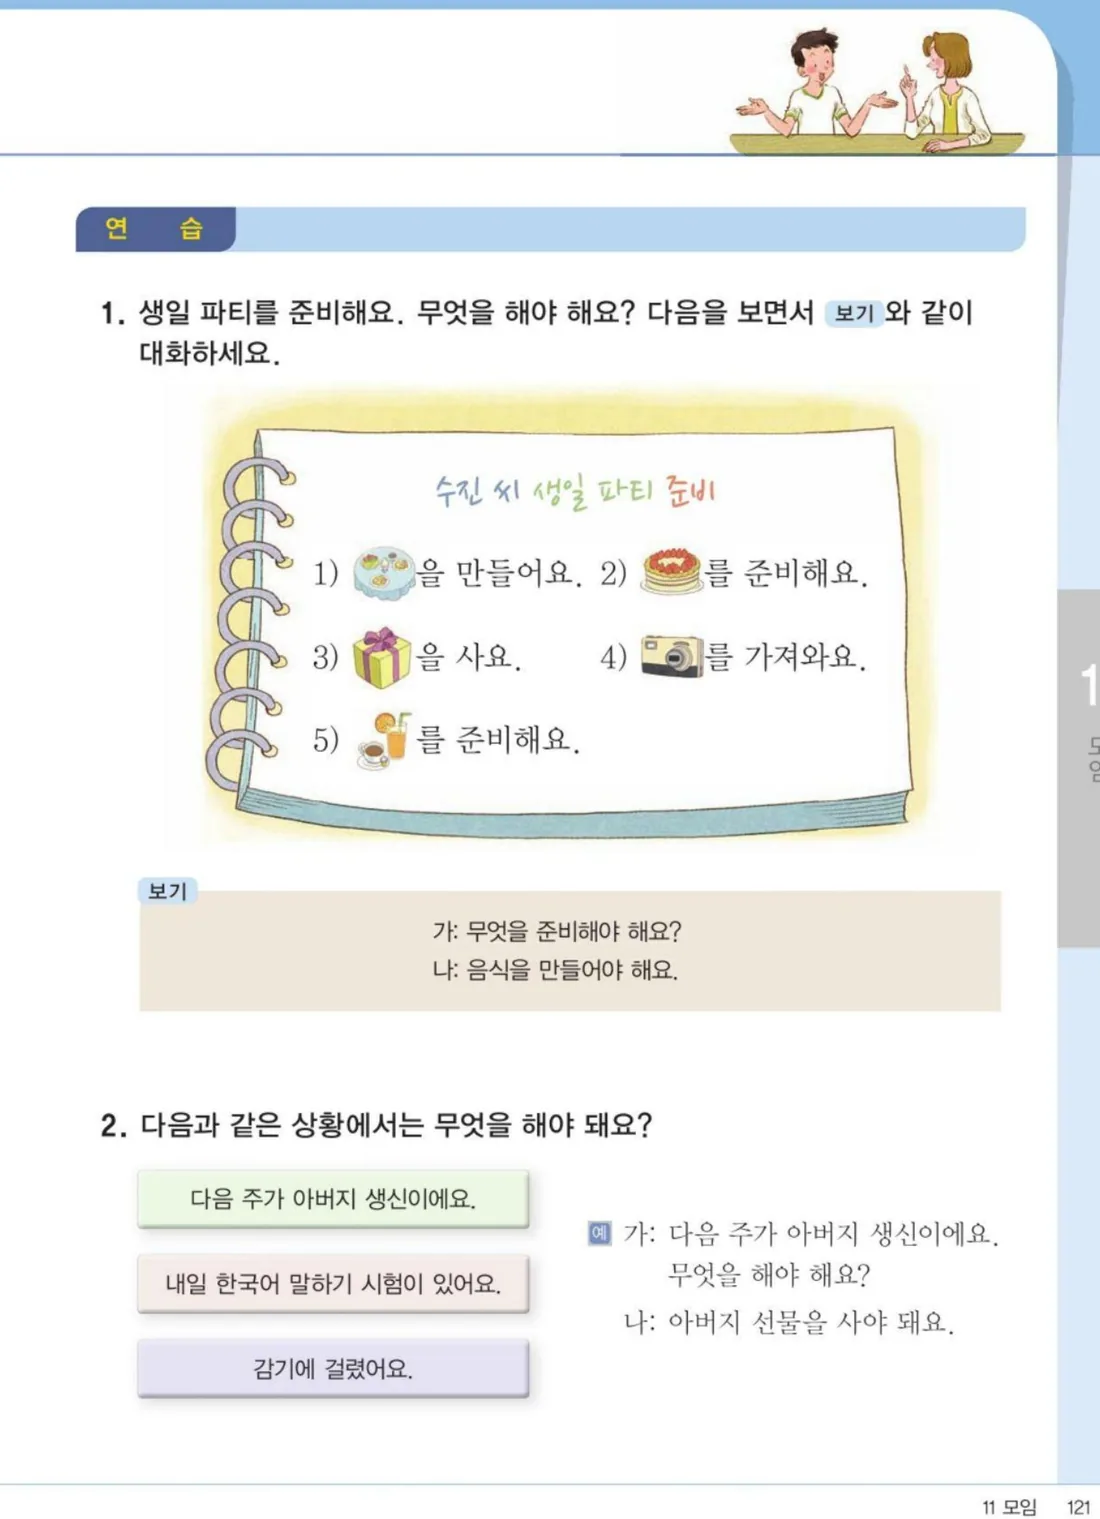 연 습
1. 생일 파티를 준비해요. 무엇을 해야 해요? 다음을 보면서 보기와 같이
대화하세요.
수진 씨 생일 파티 준비
1) 을 만들어요. 2) 를 준비해요.
3) 을 사요. 4) 를 가져와요.
5) 를 준비해요.
보기
가: 무엇을 준비해야 해요?
나: 음식을 만들어야 해요.
2. 다음과 같은 상황에서는 무엇을 해야 돼요?
다음 주가 아버지 생신이에요.
내일 한국어 말하기 시험이 있어요.
감기에 걸렸어요.
예 가: 다음 주가 아버지 생신이에요.
무엇을 해야 해요?
나: 아버지 선물을 사야 돼요.
1
모임
11 모임 121